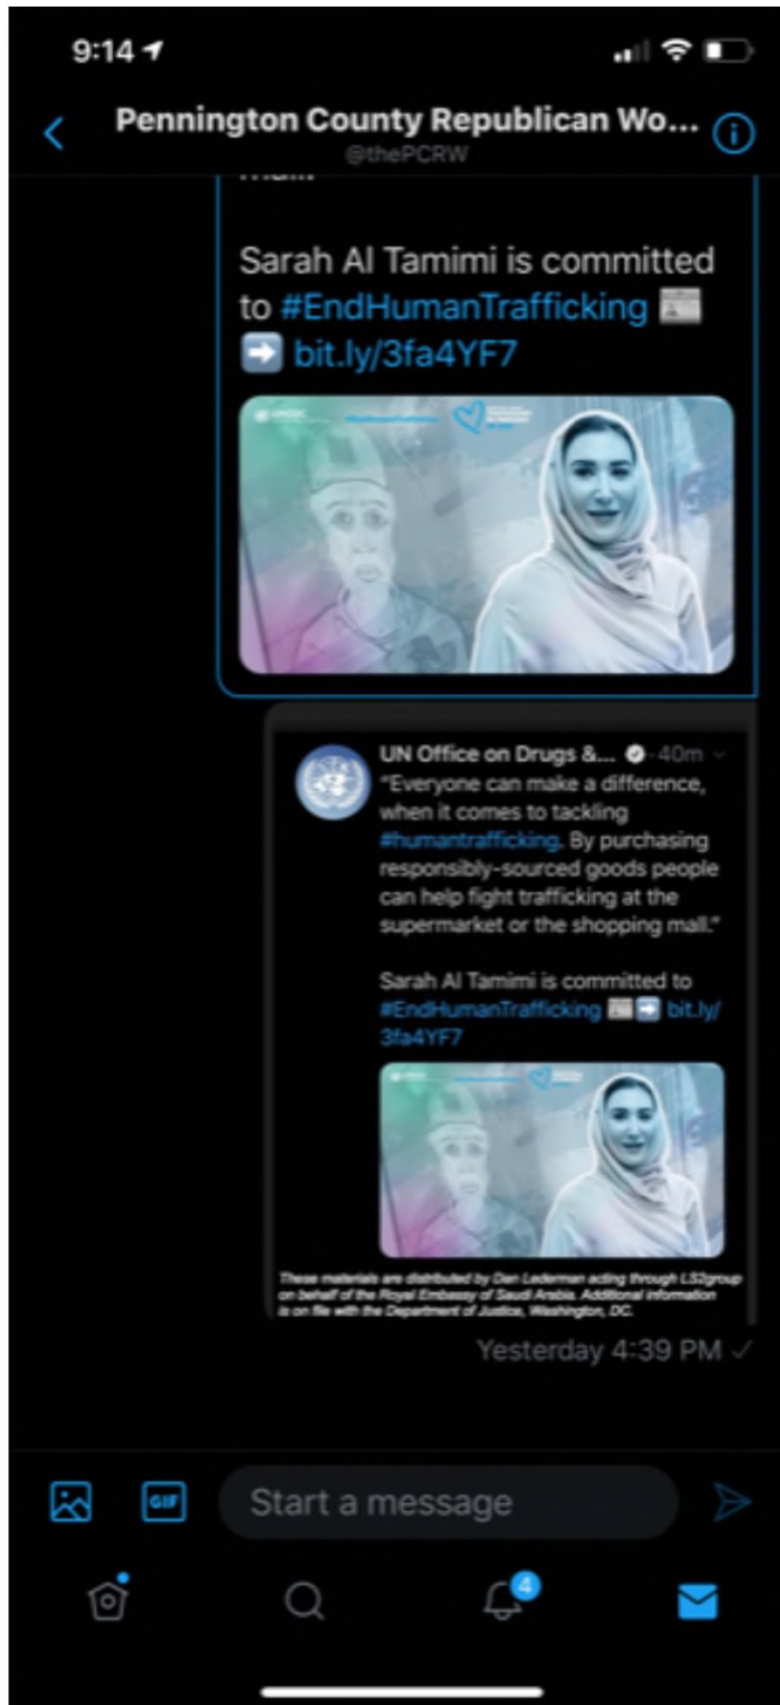 9:14
Pennington County Republican Wo...
@thePCRW
Sarah Al Tamimi is committed
to #EndHumanTrafficking
bit.ly/3fa4YF7
UNODC
UN Office on Drugs &... · 40m
“Everyone can make a difference,
when it comes to tackling
#humantrafficking. By purchasing
responsibly-sourced goods people
can help fight trafficking at the
supermarket or the shopping mall.”
Sarah Al Tamimi is committed to
#EndHumanTrafficking bit.ly/
3fa4YF7
These materials are distributed by Dan Lederman acting through LS2group
on behalf of the Royal Embassy of Saudi Arabia. Additional information
is on file with the Department of Justice, Washington, DC.
Yesterday 4:39 PM
GIF
Start a message
4